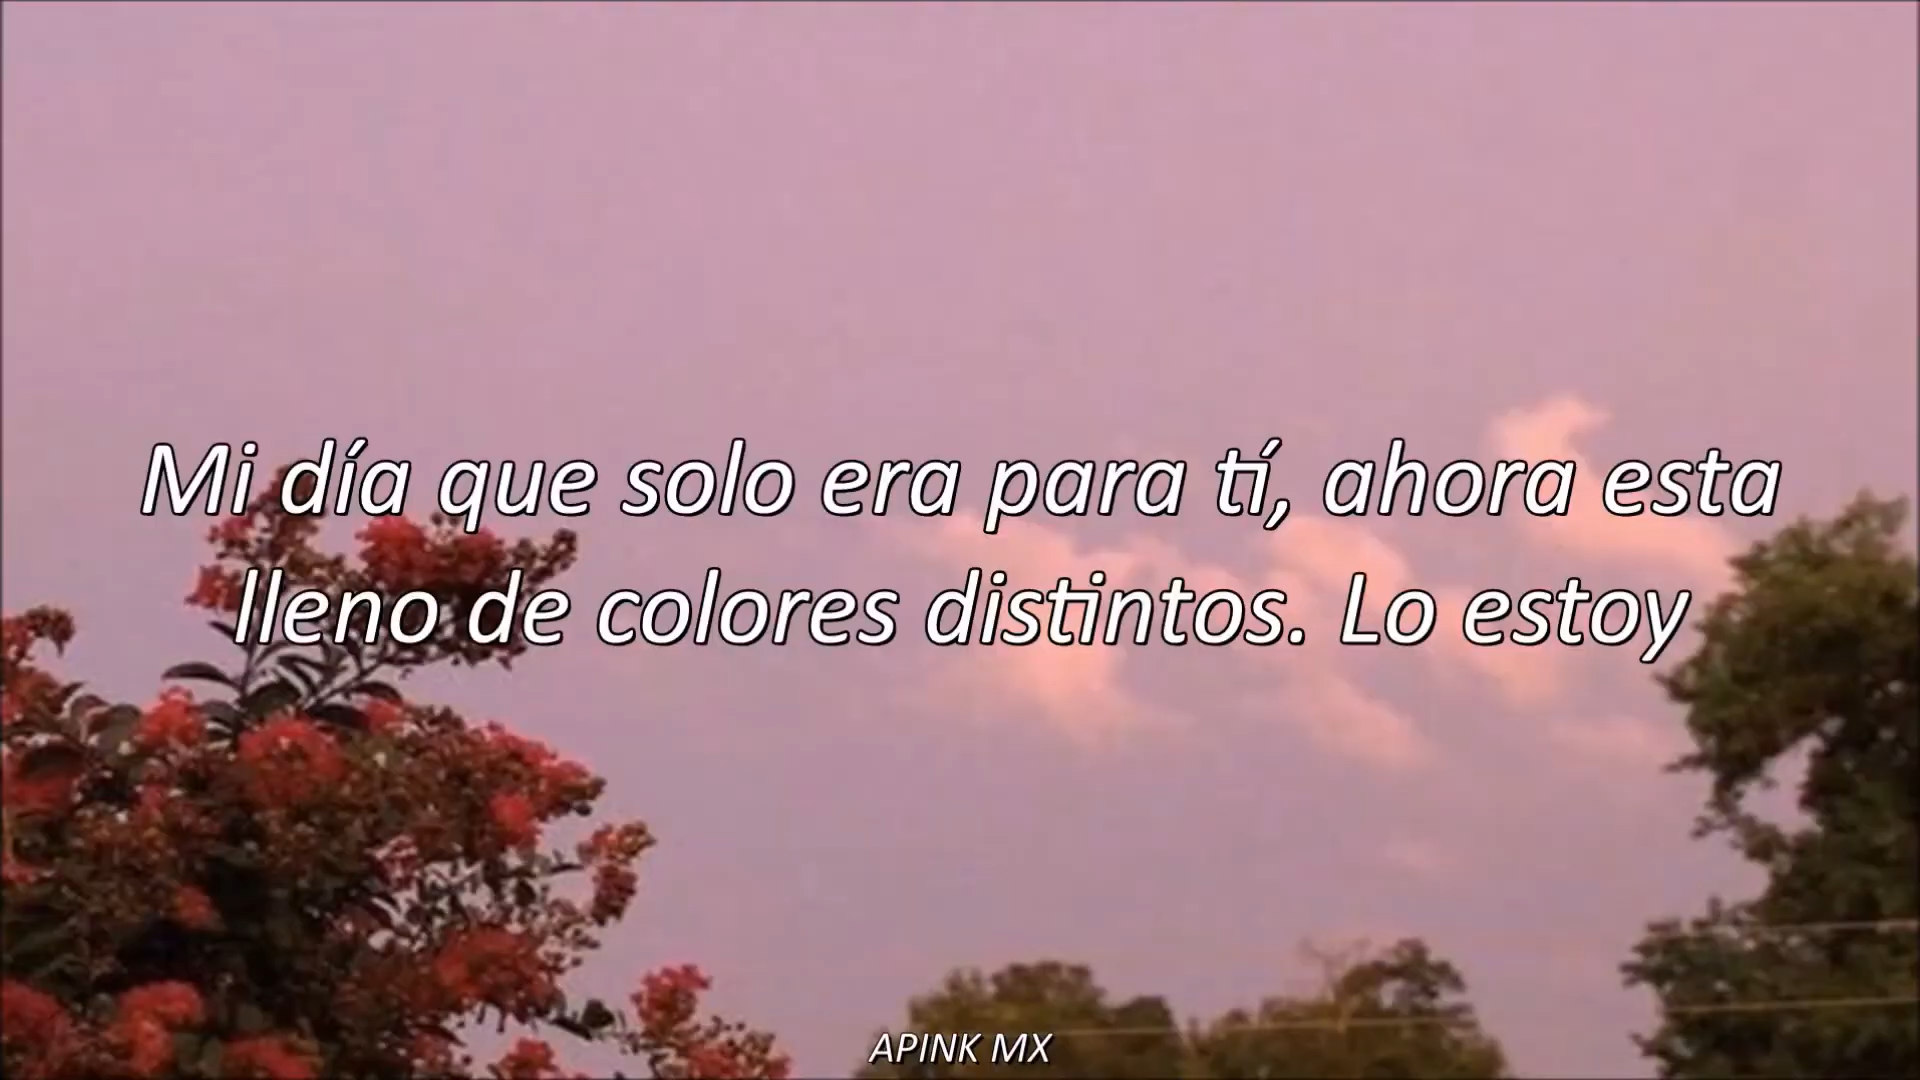 Mi día que solo era para tí, ahora esta
lleno de colores distintos. Lo estoy
APINK MX